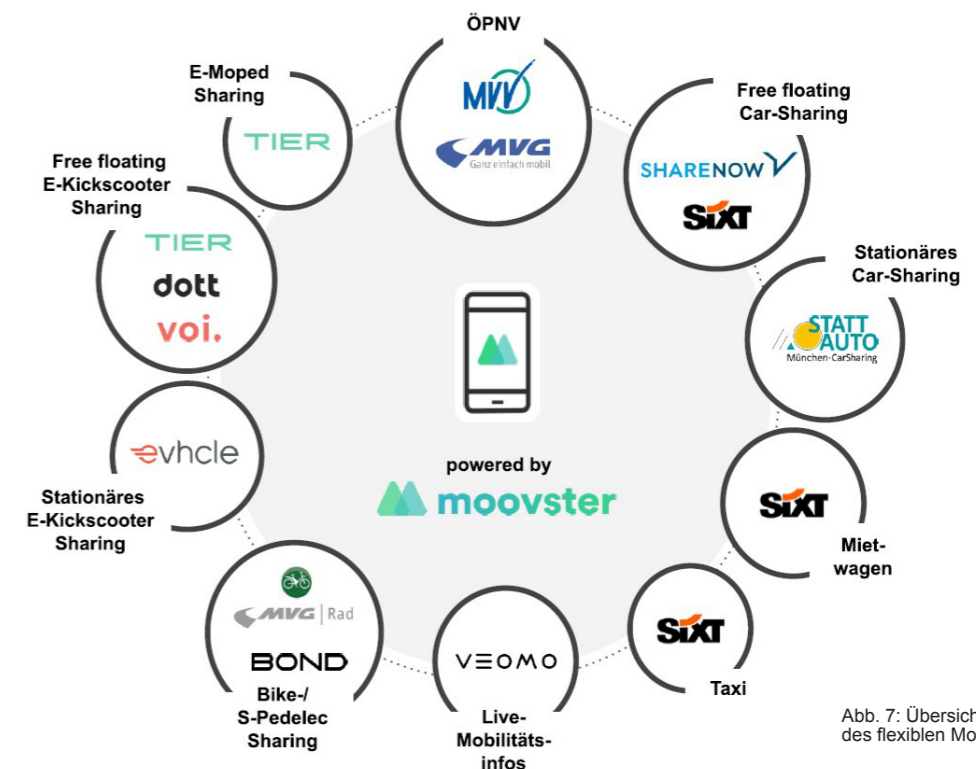 ÖPNV
MVV
MVG
Ganz einfach mobil
Free floating
Car-Sharing
SHARE NOW
SIXT
Stationäres
Car-Sharing
STATT
AUTO
München·CarSharing
SIXT
Miet-
wagen
SIXT
Taxi
VEOMO
Live-
Mobilitäts-
infos
MVG | Rad
BOND
Bike-/
S-Pedelec
Sharing
evhcle
Stationäres
E-Kickscooter
Sharing
Free floating
E-Kickscooter
Sharing
TIER
dott
voi.
E-Moped
Sharing
TIER
powered by
moovster
Abb. 7: Übersich
des flexiblen Mo